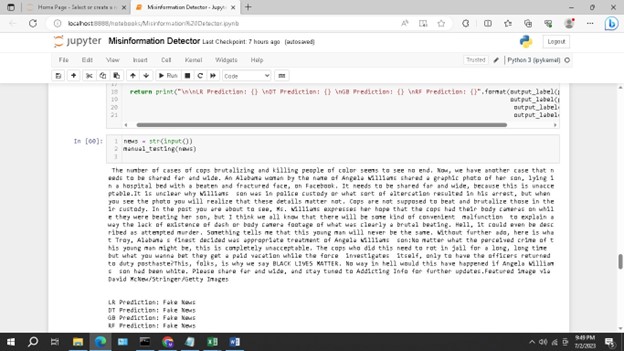 Home Page - Select or create a n
Misinformation Detector - Jupyt
localhost:8888/notebooks/Misinformation%20Detector.ipynb
jupyter Misinformation Detector Last Checkpoint: 7 hours ago (autosaved)
Logout
File Edit View Insert Cell Kernel Widgets Help
Trusted
Python 3 (ipykernel)
Run
Code
18 return print("\n\nLR Prediction: {} \nDT Prediction: {} \nGB Prediction: {} \nRF Prediction: {}".format(output_label(
19 output_label(
20 output_label
21 output_label
In [60]:
1 news = str(input())
2 manual_testing(news)
3
The number of cases of cops brutalizing and killing people of color seems to see no end. Now, we have another case that n
eeds to be shared far and wide. An Alabama woman by the name of Angela Williams shared a graphic photo of her son, lying i
n a hospital bed with a beaten and fractured face, on Facebook. It needs to be shared far and wide, because this is unacce
ptable.It is unclear why Williams son was in police custody or what sort of altercation resulted in his arrest, but when
you see the photo you will realize that these details matter not. Cops are not supposed to beat and brutalize those in the
ir custody. In the post you are about to see, Ms. Williams expresses her hope that the cops had their body cameras on whil
e they were beating her son, but I think we all know that there will be some kind of convenient malfunction to explain a
way the lack of existence of dash or body camera footage of what was clearly a brutal beating. Hell, it could even be desc
ribed as attempted murder. Something tells me that this young man will never be the same. Without further ado, here is wha
t Troy, Alabama s finest decided was appropriate treatment of Angela Williams son:No matter what the perceived crime of t
his young man might be, this is completely unacceptable. The cops who did this need to rot in jail for a long, long time
but what you wanna bet they get a paid vacation while the force investigates itself, only to have the officers returned
to duty posthaste?This, folks, is why we say BLACK LIVES MATTER. No way in hell would this have happened if Angela William
s son had been white. Please share far and wide, and stay tuned to Addicting Info for further updates.Featured image via
David McNew/Stringer/Getty Images
LR Prediction: Fake News
DT Prediction: Fake News
GB Prediction: Fake News
RF Prediction: Fake News
9:49 PM
7/2/2023